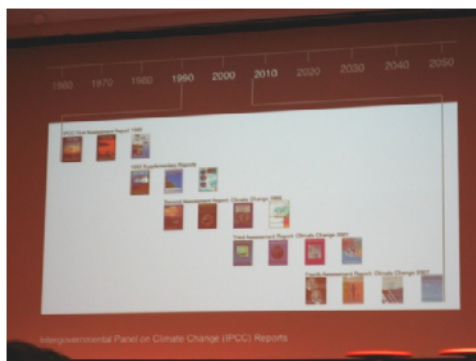 1960 1970 1980 1990 2000 2010 2020 2030 2040 2050
IPCC First Assessment Report 1990
1992 Supplementary Reports
Second Assessment Report: Climate Change 1995
Third Assessment Report: Climate Change 2001
Fourth Assessment Report: Climate Change 2007
Intergovernmental Panel on Climate Change (IPCC) Reports